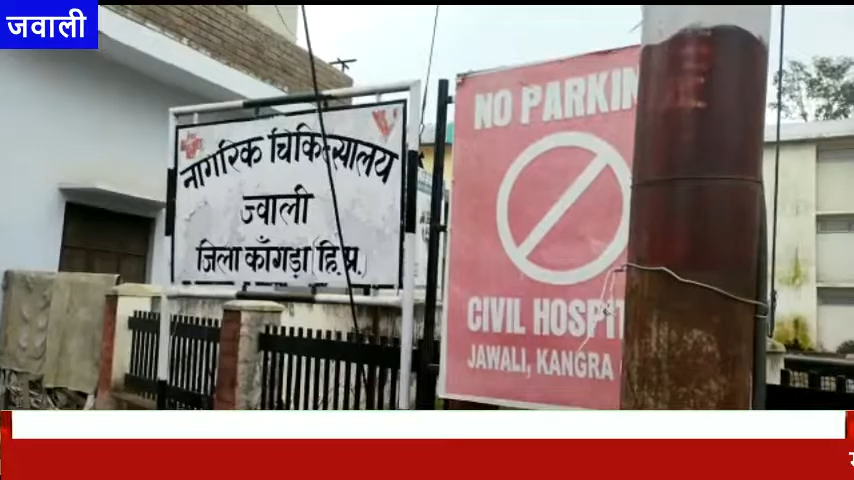 जवाली
नागरिक चिकित्सालय
ज्वाली
जिला काँगड़ा (हि.प्र.)
NO PARKIN
CIVIL HOSPIT
JAWALI, KANGRA